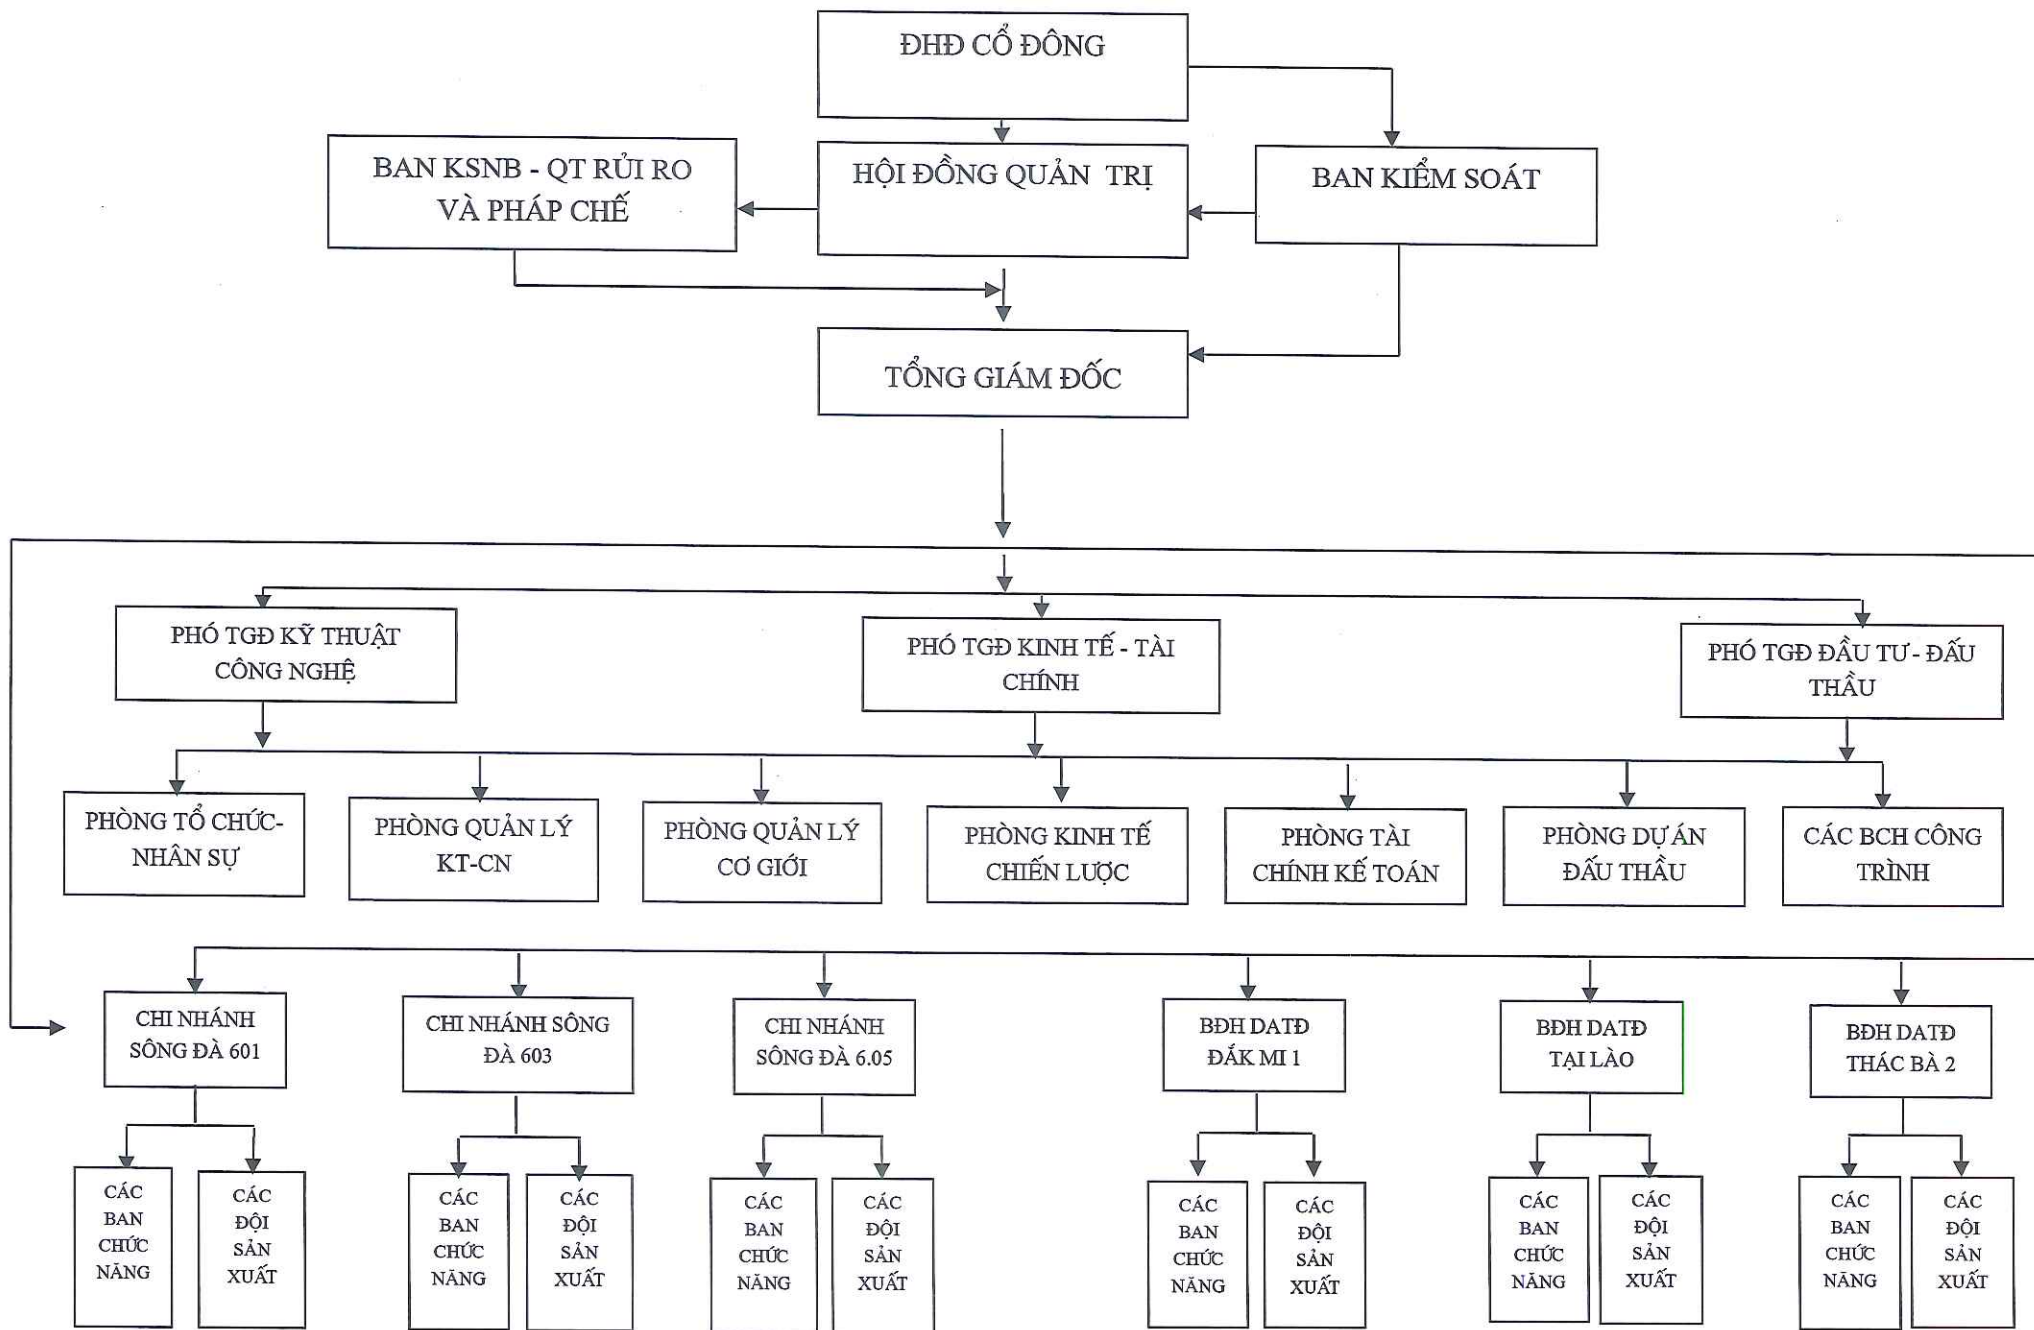 ĐHĐ CỔ ĐÔNG
BAN KSNB - QT RỦI RO
VÀ PHÁP CHẾ
HỘI ĐỒNG QUẢN TRỊ
BAN KIỂM SOÁT
TỔNG GIÁM ĐỐC
PHÓ TGĐ KỸ THUẬT
CÔNG NGHỆ
PHÓ TGĐ KINH TẾ - TÀI
CHÍNH
PHÓ TGĐ ĐẦU TƯ - ĐẤU
THẦU
PHÒNG TỔ CHỨC-
NHÂN SỰ
PHÒNG QUẢN LÝ
KT-CN
PHÒNG QUẢN LÝ
CƠ GIỚI
PHÒNG KINH TẾ
CHIẾN LƯỢC
PHÒNG TÀI
CHÍNH KẾ TOÁN
PHÒNG DỰ ÁN
ĐẤU THẦU
CÁC BCH CÔNG
TRÌNH
CHI NHÁNH
SÔNG ĐÀ 601
CHI NHÁNH SÔNG
ĐÀ 603
CHI NHÁNH
SÔNG ĐÀ 6.05
BĐH DATĐ
ĐẮK MI 1
BĐH DATĐ
TẠI LÀO
BĐH DATĐ
THÁC BÀ 2
CÁC
BAN
CHỨC
NĂNG
CÁC
ĐỘI
SẢN
XUẤT
CÁC
BAN
CHỨC
NĂNG
CÁC
ĐỘI
SẢN
XUẤT
CÁC
BAN
CHỨC
NĂNG
CÁC
ĐỘI
SẢN
XUẤT
CÁC
BAN
CHỨC
NĂNG
CÁC
ĐỘI
SẢN
XUẤT
CÁC
BAN
CHỨC
NĂNG
CÁC
ĐỘI
SẢN
XUẤT
CÁC
BAN
CHỨC
NĂNG
CÁC
ĐỘI
SẢN
XUẤT